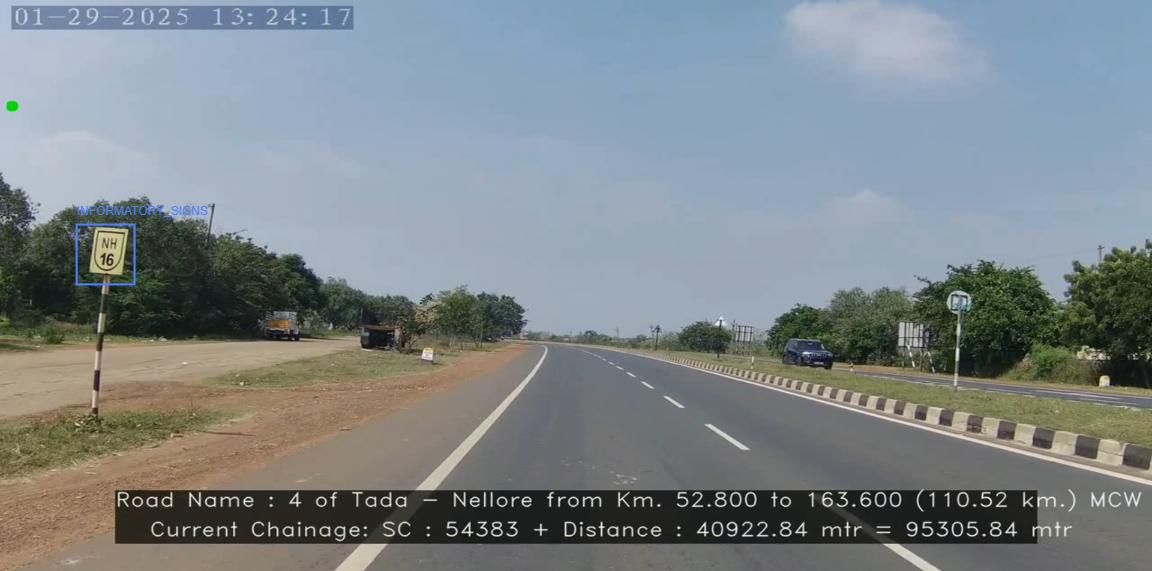 01-29-2025 13:24:17
INFORMATORY_SIGNS
NH
16
Road Name : 4 of Tada - Nellore from Km. 52.800 to 163.600 (110.52 km.) MCW
Current Chainage: SC : 54383 + Distance : 40922.84 mtr = 95305.84 mtr